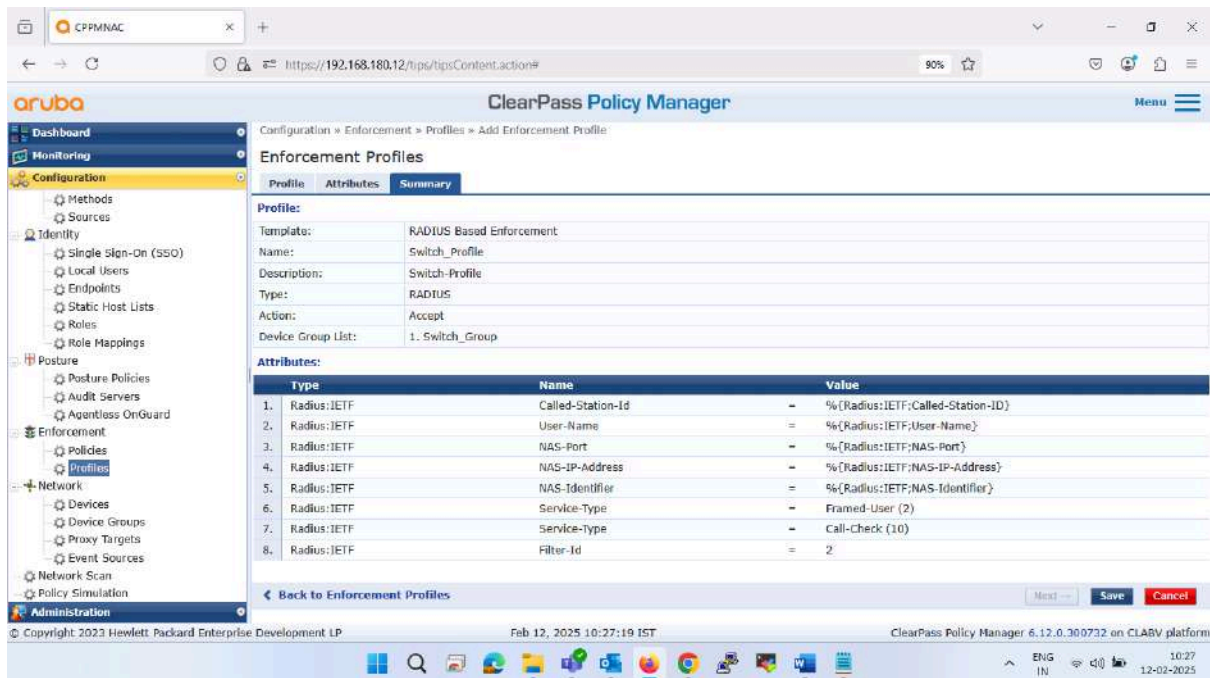 CPPMNAC
https://192.168.180.12/tips/tipsContent.action#
90%
aruba
ClearPass Policy Manager
Menu
Dashboard
Monitoring
Configuration
Methods
Sources
Identity
Single Sign-On (SSO)
Local Users
Endpoints
Static Host Lists
Roles
Role Mappings
Posture
Posture Policies
Audit Servers
Agentless OnGuard
Enforcement
Policies
Profiles
Network
Devices
Device Groups
Proxy Targets
Event Sources
Network Scan
Policy Simulation
Administration
Configuration » Enforcement » Profiles » Add Enforcement Profile
Enforcement Profiles
Profile Attributes Summary
Profile:
Template: RADIUS Based Enforcement
Name: Switch_Profile
Description: Switch-Profile
Type: RADIUS
Action: Accept
Device Group List: 1. Switch_Group
Attributes:
Type Name Value
1. Radius:IETF Called-Station-Id = %{Radius:IETF;Called-Station-ID}
2. Radius:IETF User-Name = %{Radius:IETF;User-Name}
3. Radius:IETF NAS-Port = %{Radius:IETF;NAS-Port}
4. Radius:IETF NAS-IP-Address = %{Radius:IETF;NAS-IP-Address}
5. Radius:IETF NAS-Identifier = %{Radius:IETF;NAS-Identifier}
6. Radius:IETF Service-Type = Framed-User (2)
7. Radius:IETF Service-Type = Call-Check (10)
8. Radius:IETF Filter-Id = 2
Back to Enforcement Profiles
Next → Save Cancel
© Copyright 2023 Hewlett Packard Enterprise Development LP Feb 12, 2025 10:27:19 IST ClearPass Policy Manager 6.12.0.300732 on CLABV platform
ENG
IN
10:27
12-02-2025